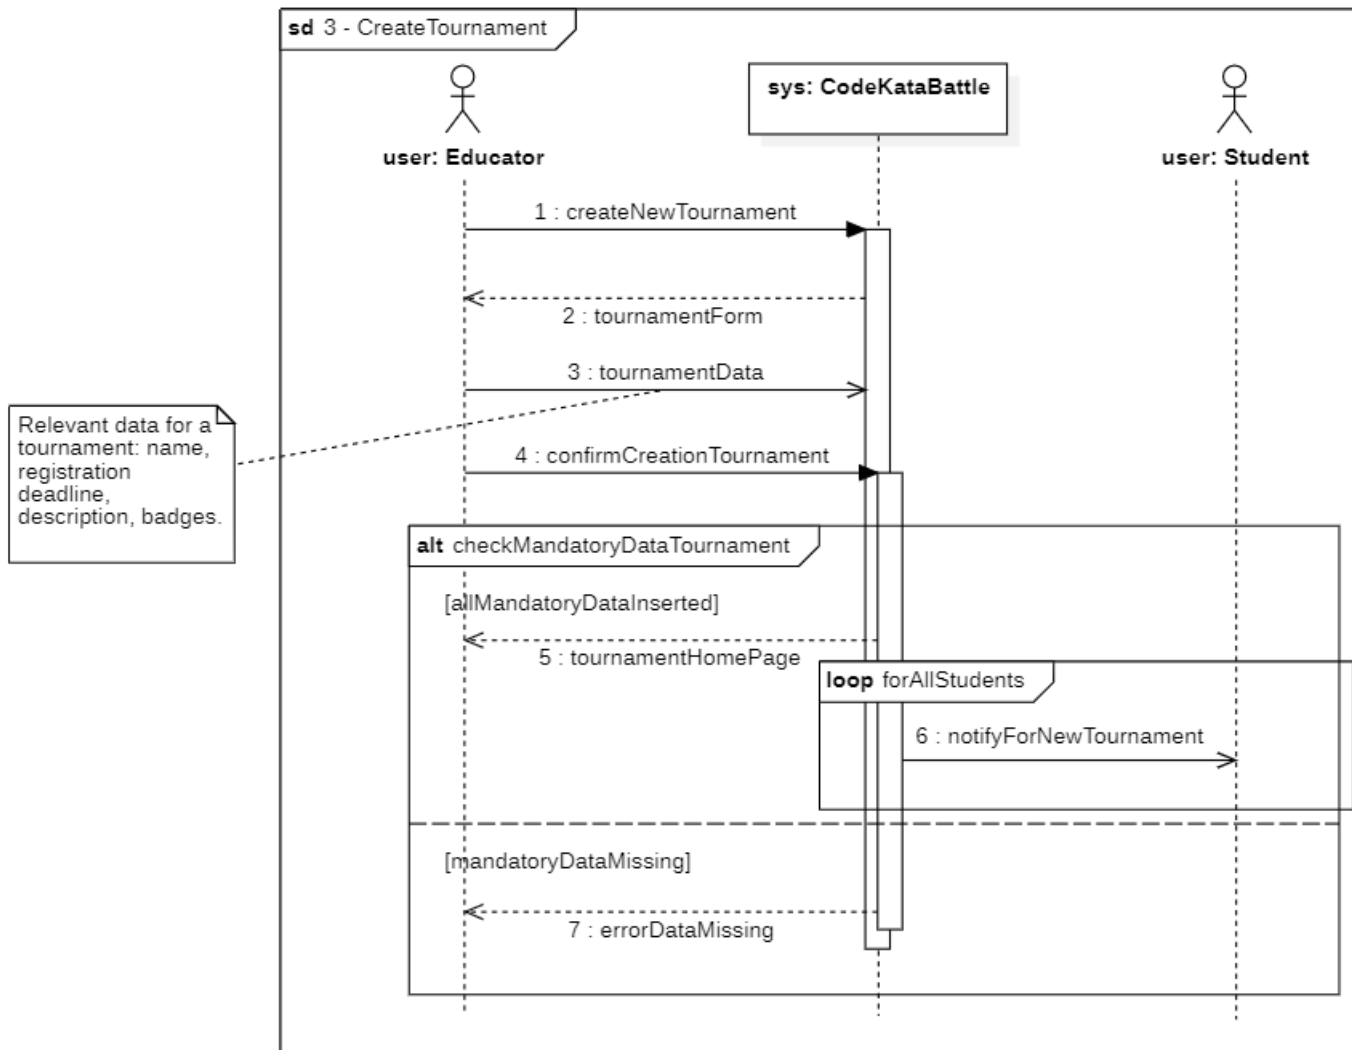 sd 3 - CreateTournament
sys: CodeKataBattle
user: Educator
user: Student
1 : createNewTournament
2 : tournamentForm
3 : tournamentData
Relevant data for a
tournament: name,
registration
deadline,
description, badges.
4 : confirmCreationTournament
alt checkMandatoryDataTournament
[allMandatoryDataInserted]
5 : tournamentHomePage
loop forAllStudents
6 : notifyForNewTournament
[mandatoryDataMissing]
7 : errorDataMissing